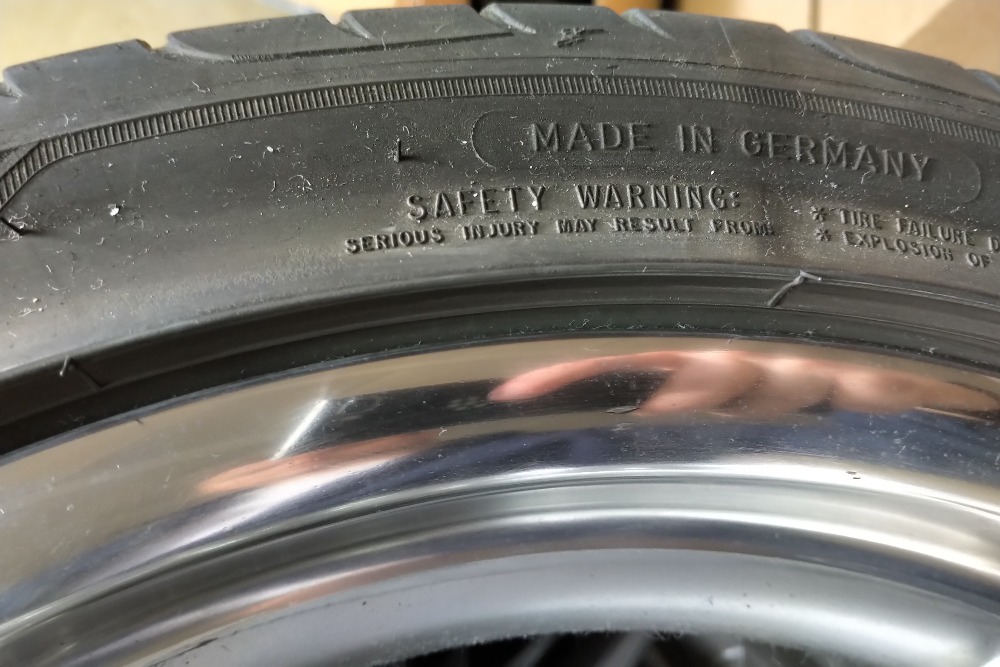 MADE IN GERMANY
SAFETY WARNING:
SERIOUS INJURY MAY RESULT FROM:
* TIRE FAILURE D
* EXPLOSION OF